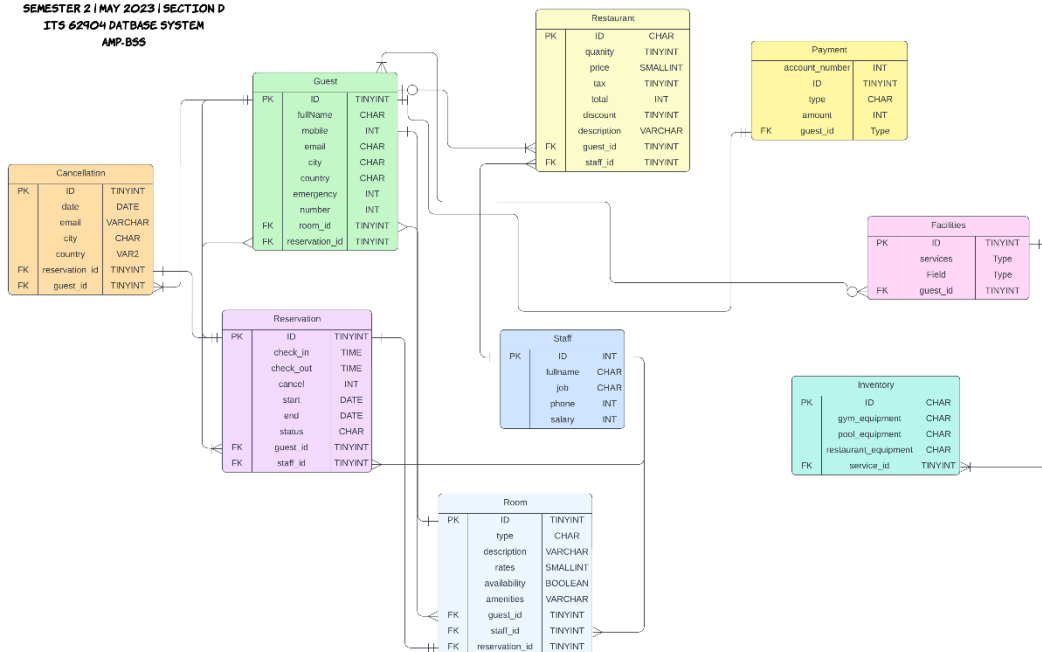 SEMESTER 2 | MAY 2023 | SECTION D
ITS 62904 DATBASE SYSTEM
AMP-BSS
Restaurant
PK ID CHAR
quanity TINYINT
price SMALLINT
tax TINYINT
total INT
discount TINYINT
description VARCHAR
FK guest_id TINYINT
FK staff_id TINYINT
Payment
account_number INT
ID TINYINT
type CHAR
amount INT
FK guest_id Type
Guest
PK ID TINYINT
fullName CHAR
mobile INT
email CHAR
city CHAR
country CHAR
emergency INT
number INT
FK room_id TINYINT
FK reservation_id TINYINT
Cancellation
PK ID TINYINT
date DATE
email VARCHAR
city CHAR
country VAR2
FK reservation_id TINYINT
FK guest_id TINYINT
Facilities
PK ID TINYINT
services Type
Field Type
FK guest_id TINYINT
Reservation
PK ID TINYINT
check_in TIME
check_out TIME
cancel INT
start DATE
end DATE
status CHAR
FK guest_id TINYINT
FK staff_id TINYINT
Staff
PK ID INT
fullname CHAR
job CHAR
phone INT
salary INT
Inventory
PK ID CHAR
gym_equipment CHAR
pool_equipment CHAR
restaurant_equipment CHAR
FK service_id TINYINT
Room
PK ID TINYINT
type CHAR
description VARCHAR
rates SMALLINT
availability BOOLEAN
amenities VARCHAR
FK guest_id TINYINT
FK staff_id TINYINT
FK reservation_id TINYINT